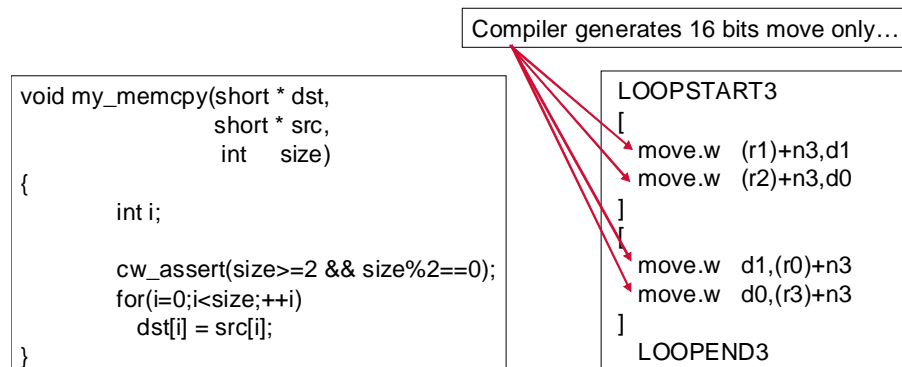 Compiler generates 16 bits move only…
void my_memcpy(short * dst,
short * src,
int size)
{
int i;
cw_assert(size>=2 && size%2==0);
for(i=0;i<size;++i)
dst[i] = src[i];
}
LOOPSTART3
[
move.w (r1)+n3,d1
move.w (r2)+n3,d0
]
[
move.w d1,(r0)+n3
move.w d0,(r3)+n3
]
LOOPEND3